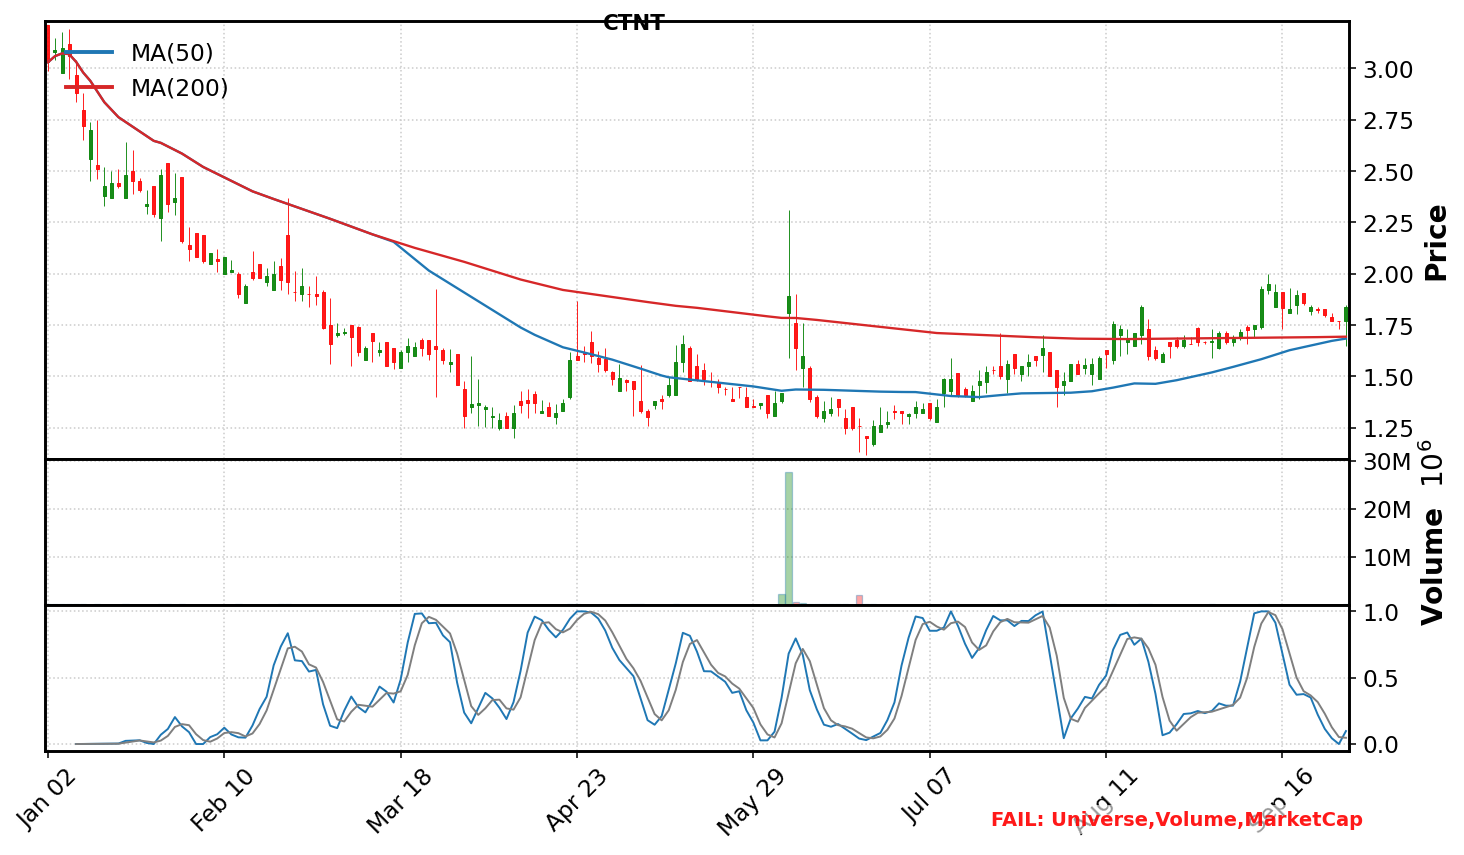 CTNT
MA(50)
MA(200)
3.00
2.75
2.50
2.25
2.00
1.75
1.50
1.25
Price
30M
20M
10M
Volume 10^6
1.0
0.5
0.0
Jan 02
Feb 10
Mar 18
Apr 23
May 29
Jul 07
Aug 11
Sep 16
FAIL: Universe,Volume,MarketCap